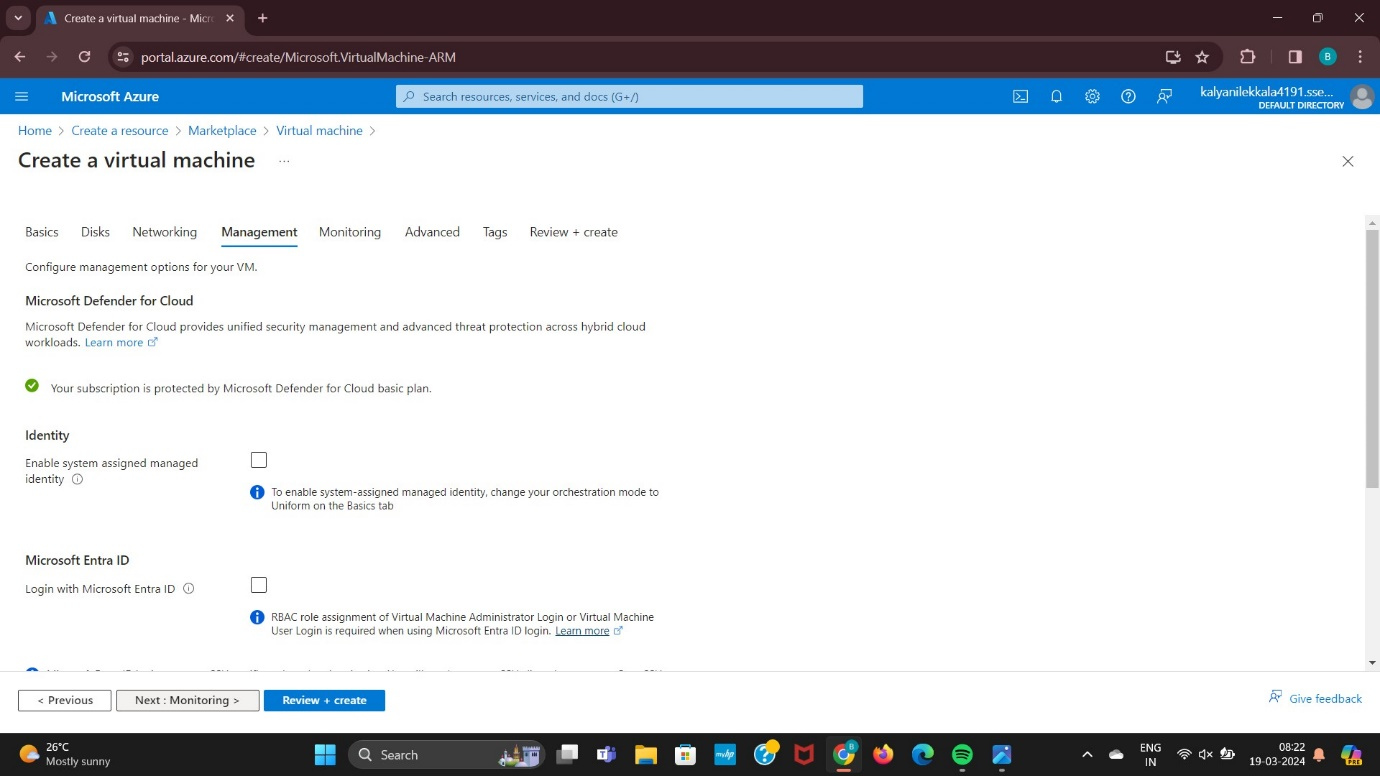 Create a virtual machine - Micr
portal.azure.com/#create/Microsoft.VirtualMachine-ARM
B
Microsoft Azure
Search resources, services, and docs (G+/)
kalyanilekkala4191.sse...
DEFAULT DIRECTORY
Home > Create a resource > Marketplace > Virtual machine >
Create a virtual machine ...
Basics Disks Networking Management Monitoring Advanced Tags Review + create
Configure management options for your VM.
Microsoft Defender for Cloud
Microsoft Defender for Cloud provides unified security management and advanced threat protection across hybrid cloud
workloads. Learn more
Your subscription is protected by Microsoft Defender for Cloud basic plan.
Identity
Enable system assigned managed
identity
To enable system-assigned managed identity, change your orchestration mode to
Uniform on the Basics tab
Microsoft Entra ID
Login with Microsoft Entra ID
RBAC role assignment of Virtual Machine Administrator Login or Virtual Machine
User Login is required when using Microsoft Entra ID login. Learn more
< Previous
Next : Monitoring >
Review + create
Give feedback
26°C
Mostly sunny
Search
ENG
IN
08:22
19-03-2024